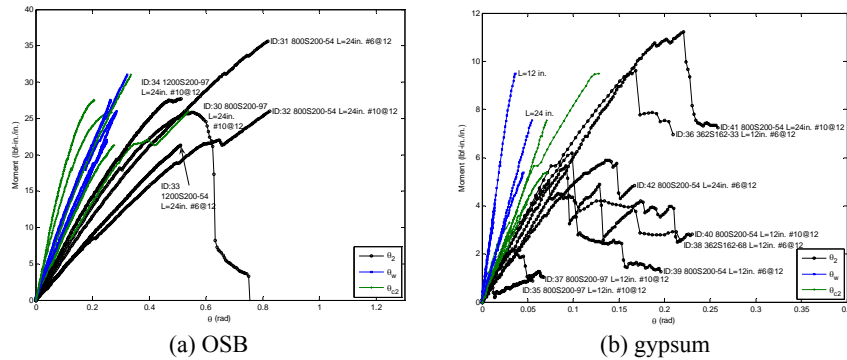 40
35
30
25
20
15
10
5
0
Moment (lbf-in./in.)
0 0.2 0.4 0.6 0.8 1 1.2
θ (rad)
ID:31 800S200-54 L=24in. #6@12
ID:34 1200S200-97
L=24in. #10@12
ID:30 800S200-97
L=24in.
#10@12
ID:32 800S200-54 L=24in. #10@12
ID:33
1200S200-54
L=24in. #6@12
θ2
θw
θc2
(a) OSB
12
10
8
6
4
2
0
Moment (lbf-in./in.)
0 0.05 0.1 0.15 0.2 0.25 0.3 0.35
θ (rad)
L=12 in.
L=24 in.
ID:41 800S200-54 L=24in. #10@12
ID:36 362S162-33 L=12in. #6@12
ID:42 800S200-54 L=24in. #6@12
ID:40 800S200-54 L=12in. #10@12
ID:38 362S162-68 L=12in. #6@12
ID:39 800S200-54 L=12in. #6@12
ID:37 800S200-97 L=12in. #10@12
ID:35 800S200-97 L=12in. #10@12
θ2
θw
θc2
(b) gypsum